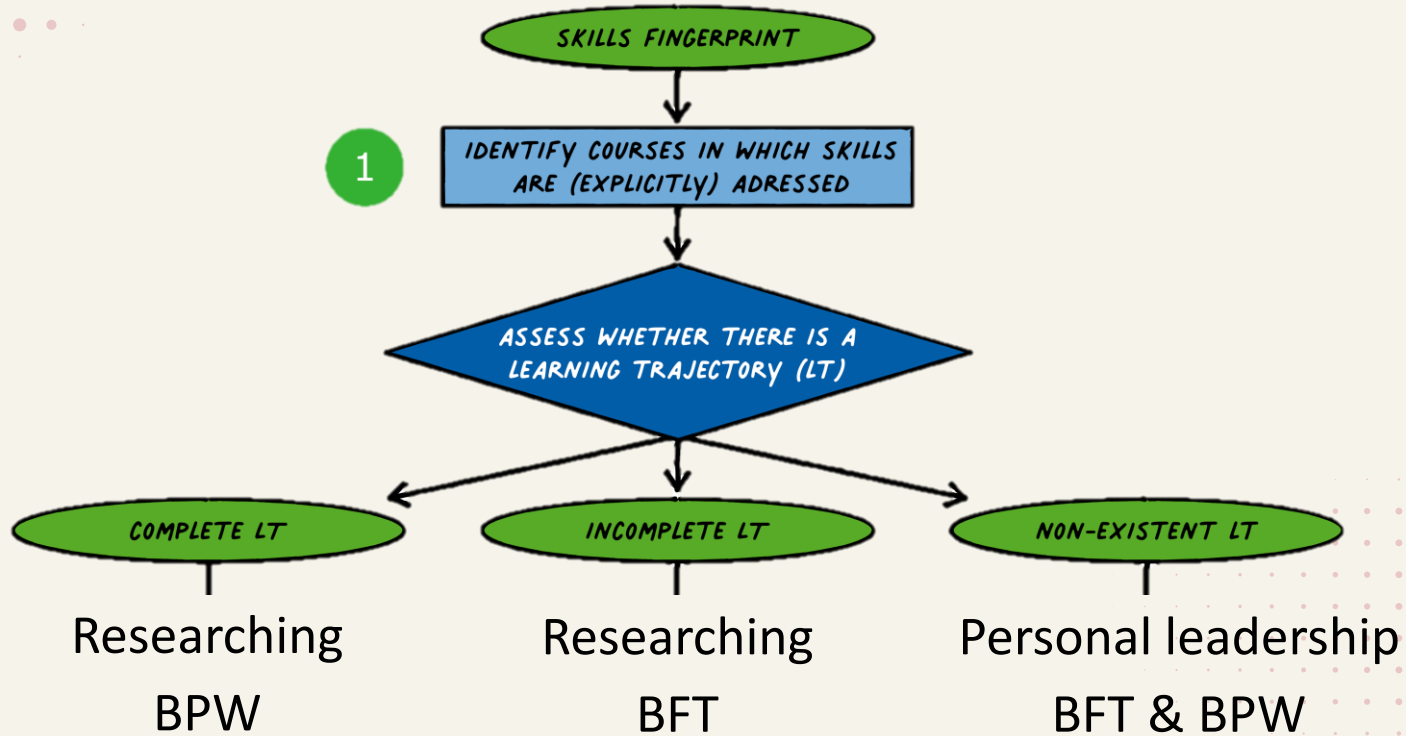 SKILLS FINGERPRINT
1
IDENTIFY COURSES IN WHICH SKILLS
ARE (EXPLICITLY) ADRESSED
ASSESS WHETHER THERE IS A
LEARNING TRAJECTORY (LT)
COMPLETE LT
INCOMPLETE LT
NON-EXISTENT LT
Researching
BPW
Researching
BFT
Personal leadership
BFT & BPW